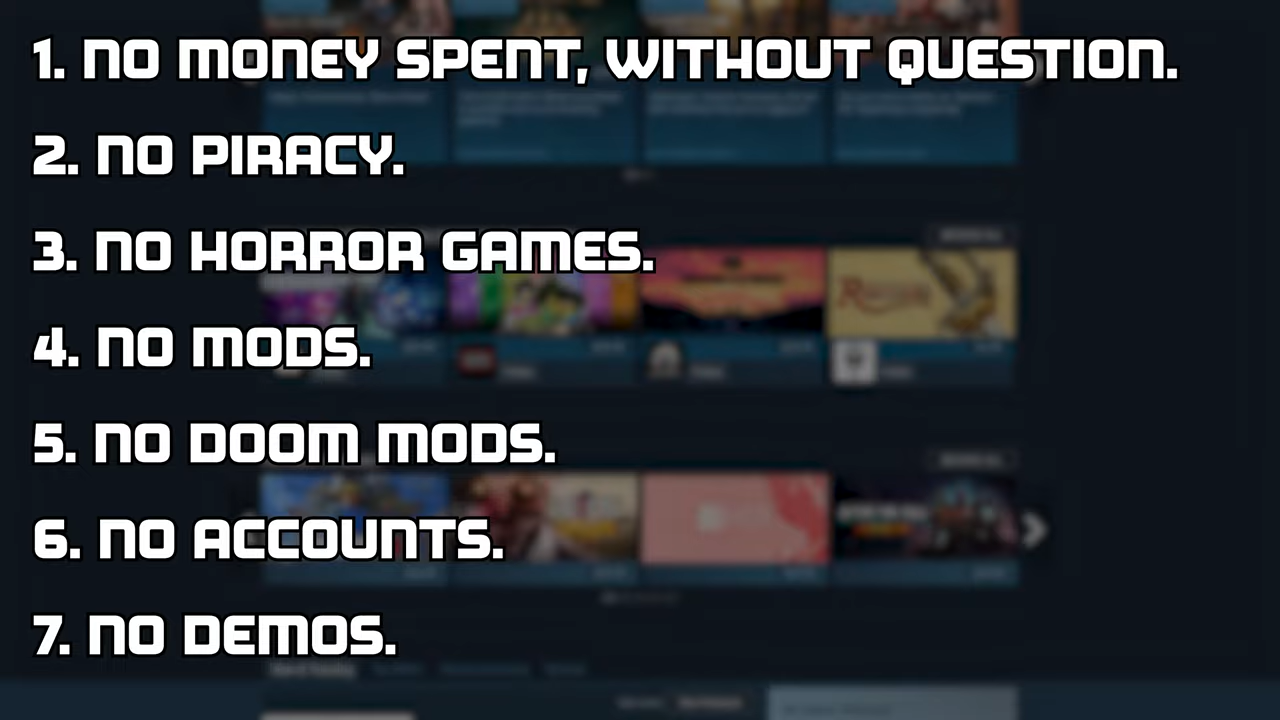 1. NO MONEY SPENT, WITHOUT QUESTION.
2. NO PIRACY.
3. NO HORROR GAMES.
4. NO MODS.
5. NO DOOM MODS.
6. NO ACCOUNTS.
7. NO DEMOS.